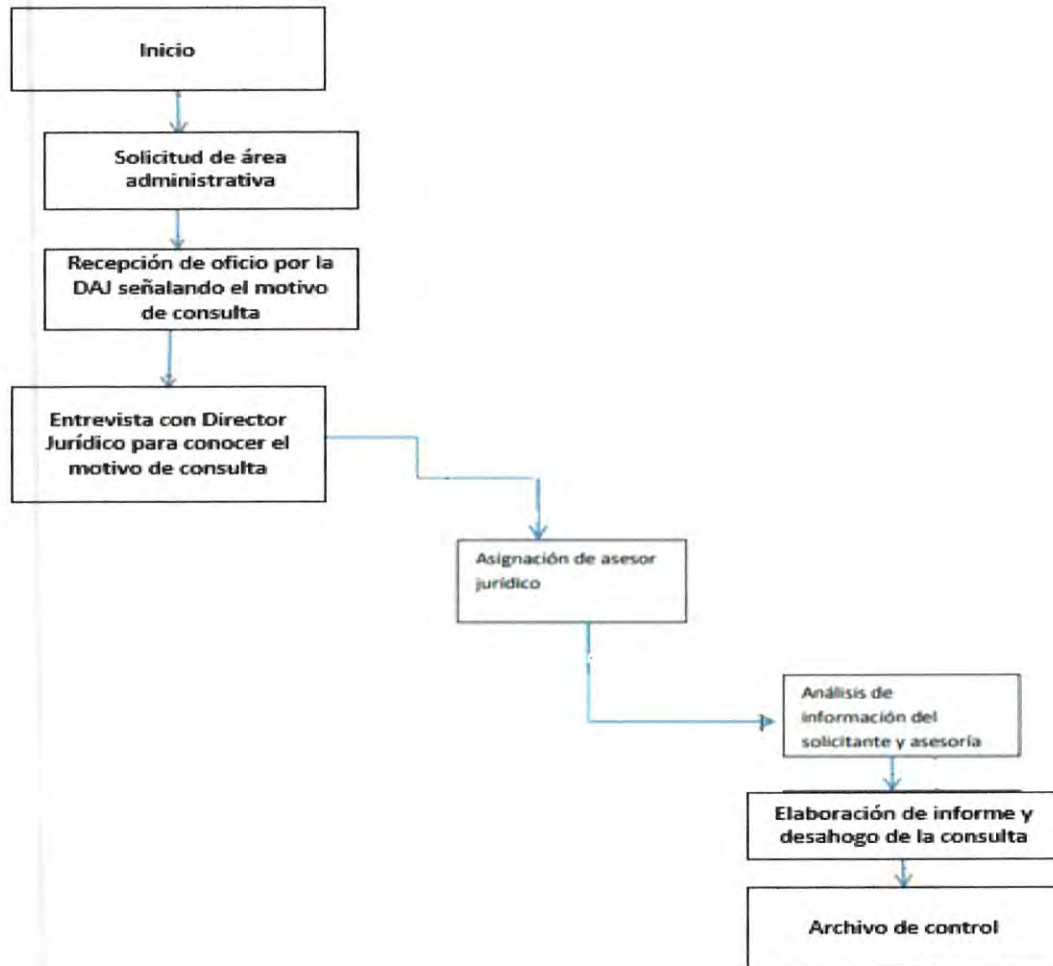 Inicio
Solicitud de área
administrativa
Recepción de oficio por la
DAJ señalando el motivo
de consulta
Entrevista con Director
Jurídico para conocer el
motivo de consulta
Asignación de asesor
jurídico
Análisis de
información del
solicitante y asesoría
Elaboración de informe y
desahogo de la consulta
Archivo de control